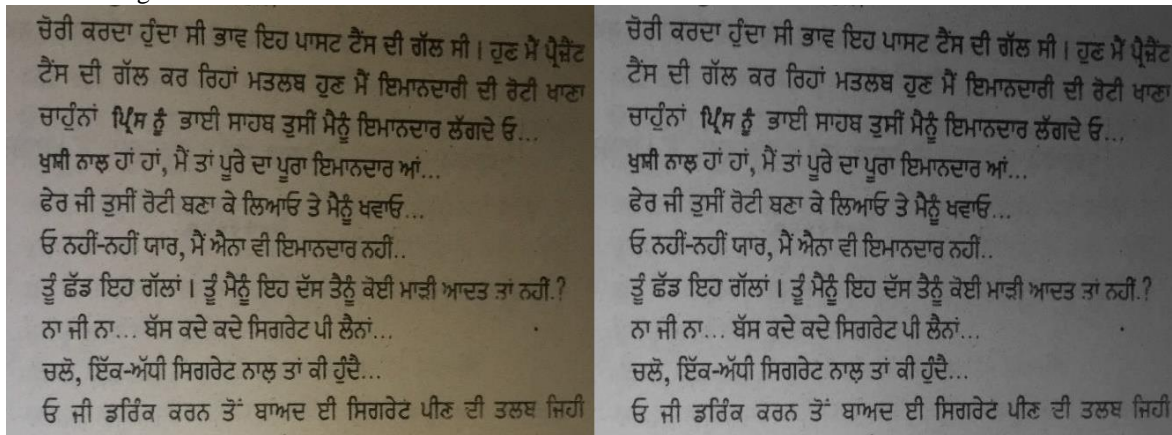 ਚੋਰੀ ਕਰਦਾ ਹੁੰਦਾ ਸੀ ਭਾਵ ਇਹ ਪਾਸਟ ਟੈਂਸ ਦੀ ਗੱਲ ਸੀ। ਹੁਣ ਮੈਂ ਪ੍ਰੈਜ਼ੈਂਟ
ਟੈਂਸ ਦੀ ਗੱਲ ਕਰ ਰਿਹਾਂ ਮਤਲਬ ਹੁਣ ਮੈਂ ਇਮਾਨਦਾਰੀ ਦੀ ਰੋਟੀ ਖਾਣਾ
ਚਾਹੁੰਨਾਂ ਪ੍ਰਿੰਸ ਨੂੰ ਭਾਈ ਸਾਹਬ ਤੁਸੀਂ ਮੈਨੂੰ ਇਮਾਨਦਾਰ ਲੱਗਦੇ ਓ...
ਖੁਸ਼ੀ ਨਾਲ਼ ਹਾਂ ਹਾਂ, ਮੈਂ ਤਾਂ ਪੂਰੇ ਦਾ ਪੂਰਾ ਇਮਾਨਦਾਰ ਆਂ...
ਫੇਰ ਜੀ ਤੁਸੀਂ ਰੋਟੀ ਬਣਾ ਕੇ ਲਿਆਓ ਤੇ ਮੈਨੂੰ ਖਵਾਓ...
ਓ ਨਹੀਂ-ਨਹੀਂ ਯਾਰ, ਮੈਂ ਐਨਾ ਵੀ ਇਮਾਨਦਾਰ ਨਹੀਂ..
ਤੂੰ ਛੱਡ ਇਹ ਗੱਲਾਂ। ਤੂੰ ਮੈਨੂੰ ਇਹ ਦੱਸ ਤੈਨੂੰ ਕੋਈ ਮਾੜੀ ਆਦਤ ਤਾਂ ਨਹੀਂ.?
ਨਾ ਜੀ ਨਾ... ਬੱਸ ਕਦੇ ਕਦੇ ਸਿਗਰੇਟ ਪੀ ਲੈਨਾਂ...
ਚਲੋ, ਇੱਕ-ਅੱਧੀ ਸਿਗਰੇਟ ਨਾਲ਼ ਤਾਂ ਕੀ ਹੁੰਦੈ...
ਓ ਜੀ ਡਰਿੰਕ ਕਰਨ ਤੋਂ ਬਾਅਦ ਈ ਸਿਗਰੇਟ ਪੀਣ ਦੀ ਤਲਬ ਜਿਹੀ
ਚੋਰੀ ਕਰਦਾ ਹੁੰਦਾ ਸੀ ਭਾਵ ਇਹ ਪਾਸਟ ਟੈਂਸ ਦੀ ਗੱਲ ਸੀ। ਹੁਣ ਮੈਂ ਪ੍ਰੈਜ਼ੈਂਟ
ਟੈਂਸ ਦੀ ਗੱਲ ਕਰ ਰਿਹਾਂ ਮਤਲਬ ਹੁਣ ਮੈਂ ਇਮਾਨਦਾਰੀ ਦੀ ਰੋਟੀ ਖਾਣਾ
ਚਾਹੁੰਨਾਂ ਪ੍ਰਿੰਸ ਨੂੰ ਭਾਈ ਸਾਹਬ ਤੁਸੀਂ ਮੈਨੂੰ ਇਮਾਨਦਾਰ ਲੱਗਦੇ ਓ...
ਖੁਸ਼ੀ ਨਾਲ਼ ਹਾਂ ਹਾਂ, ਮੈਂ ਤਾਂ ਪੂਰੇ ਦਾ ਪੂਰਾ ਇਮਾਨਦਾਰ ਆਂ...
ਫੇਰ ਜੀ ਤੁਸੀਂ ਰੋਟੀ ਬਣਾ ਕੇ ਲਿਆਓ ਤੇ ਮੈਨੂੰ ਖਵਾਓ...
ਓ ਨਹੀਂ-ਨਹੀਂ ਯਾਰ, ਮੈਂ ਐਨਾ ਵੀ ਇਮਾਨਦਾਰ ਨਹੀਂ..
ਤੂੰ ਛੱਡ ਇਹ ਗੱਲਾਂ। ਤੂੰ ਮੈਨੂੰ ਇਹ ਦੱਸ ਤੈਨੂੰ ਕੋਈ ਮਾੜੀ ਆਦਤ ਤਾਂ ਨਹੀਂ.?
ਨਾ ਜੀ ਨਾ... ਬੱਸ ਕਦੇ ਕਦੇ ਸਿਗਰੇਟ ਪੀ ਲੈਨਾਂ...
ਚਲੋ, ਇੱਕ-ਅੱਧੀ ਸਿਗਰੇਟ ਨਾਲ਼ ਤਾਂ ਕੀ ਹੁੰਦੈ...
ਓ ਜੀ ਡਰਿੰਕ ਕਰਨ ਤੋਂ ਬਾਅਦ ਈ ਸਿਗਰੇਟ ਪੀਣ ਦੀ ਤਲਬ ਜਿਹੀ